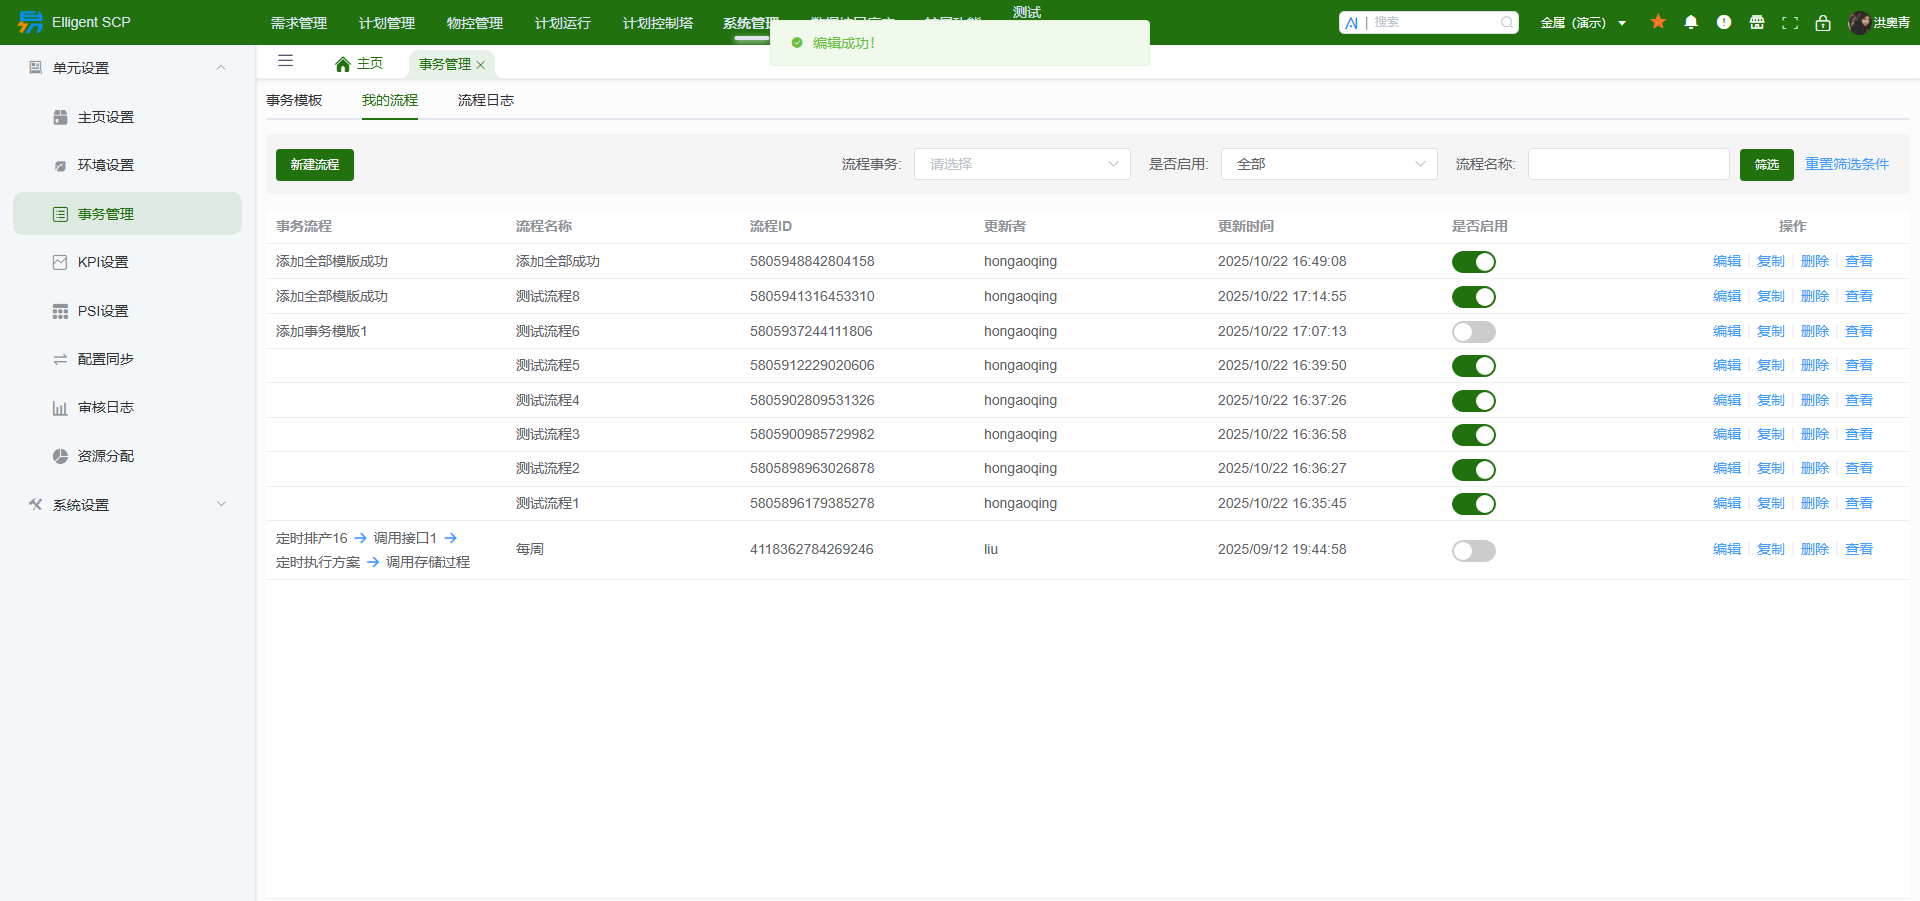 Elligent SCP
需求管理 计划管理 物控管理 计划运行 计划控制塔 系统管理 测试
AI | 搜索 金属（演示） 洪奥青
编辑成功！
单元设置
主页设置
环境设置
事务管理
KPI设置
PSI设置
配置同步
审核日志
资源分配
系统设置
主页 事务管理
事务模板 我的流程 流程日志
新建流程 流程事务: 请选择 是否启用: 全部 流程名称: 筛选 重置筛选条件
事务流程 流程名称 流程ID 更新者 更新时间 是否启用 操作
添加全部模版成功 添加全部成功 5805948842804158 hongaoqing 2025/10/22 16:49:08 编辑 复制 删除 查看
添加全部模版成功 测试流程8 5805941316453310 hongaoqing 2025/10/22 17:14:55 编辑 复制 删除 查看
添加事务模版1 测试流程6 5805937244111806 hongaoqing 2025/10/22 17:07:13 编辑 复制 删除 查看
测试流程5 5805912229020606 hongaoqing 2025/10/22 16:39:50 编辑 复制 删除 查看
测试流程4 5805902809531326 hongaoqing 2025/10/22 16:37:26 编辑 复制 删除 查看
测试流程3 5805900985729982 hongaoqing 2025/10/22 16:36:58 编辑 复制 删除 查看
测试流程2 5805898963026878 hongaoqing 2025/10/22 16:36:27 编辑 复制 删除 查看
测试流程1 5805896179385278 hongaoqing 2025/10/22 16:35:45 编辑 复制 删除 查看
定时排产16 → 调用接口1 →
定时执行方案 → 调用存储过程
每周 4118362784269246 liu 2025/09/12 19:44:58 编辑 复制 删除 查看